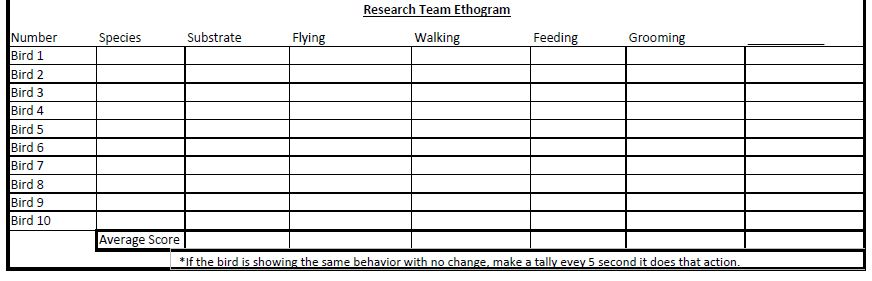 Research Team Ethogram
Number Species Substrate Flying Walking Feeding Grooming ___________
Bird 1
Bird 2
Bird 3
Bird 4
Bird 5
Bird 6
Bird 7
Bird 8
Bird 9
Bird 10
Average Score
*If the bird is showing the same behavior with no change, make a tally evey 5 second it does that action.